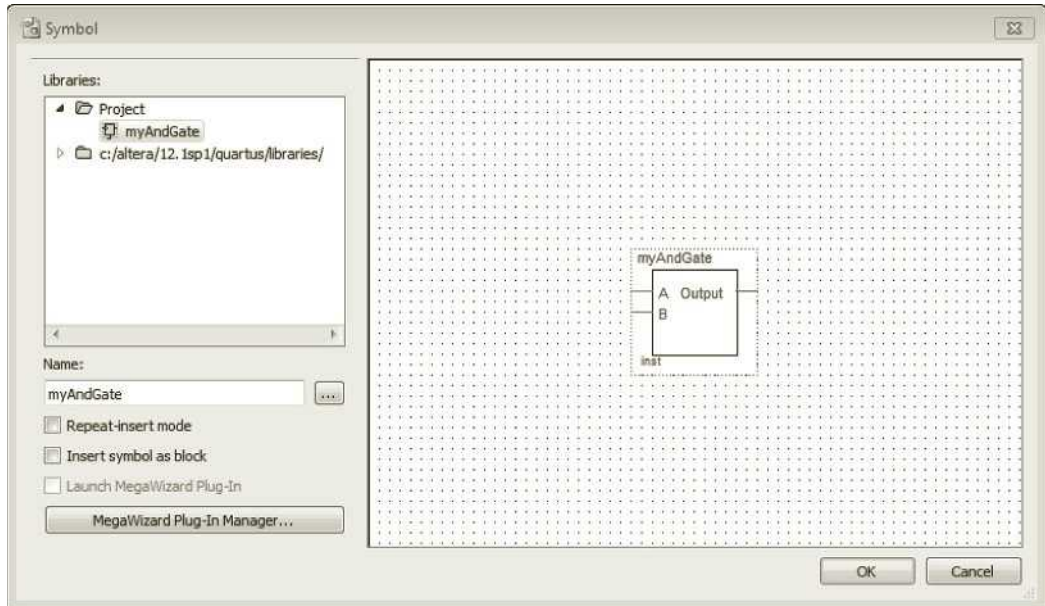 Symbol
Libraries:
Project
myAndGate
c:/altera/12.1sp1/quartus/libraries/
Name:
myAndGate
...
Repeat-insert mode
Insert symbol as block
Launch MegaWizard Plug-In
MegaWizard Plug-In Manager...
myAndGate
A Output
B
inst
OK Cancel